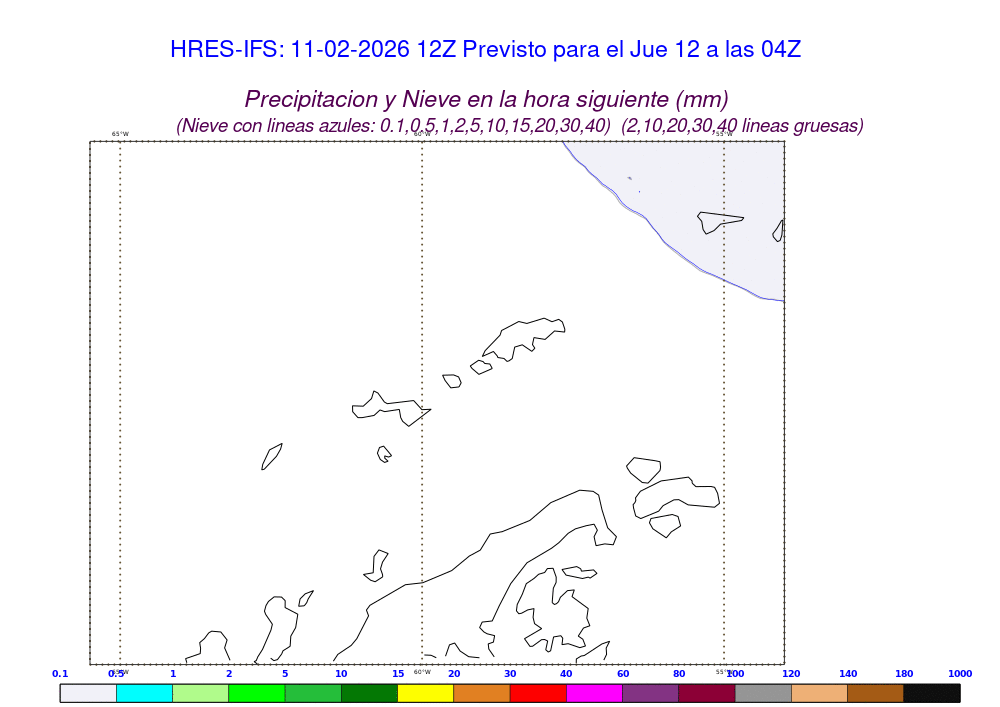 HRES-IFS: 11-02-2026 12Z Previsto para el Jue 12 a las 04Z
Precipitacion y Nieve en la hora siguiente (mm)
(Nieve con lineas azules: 0.1,0.5,1,2,5,10,15,20,30,40)  (2,10,20,30,40 lineas gruesas)
65°W 60°W 55°W
65°W 60°W 55°W
0.1 0.5 1 2 5 10 15 20 30 40 60 80 100 120 140 180 1000